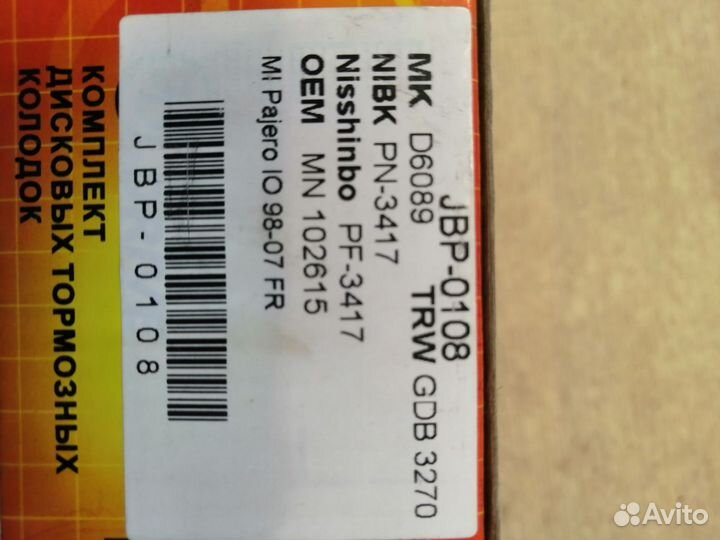 JBP-0108
MK D6089 TRW GDB 3270
NIBK PN-3417
Nisshinbo PF-3417
OEM MN 102615
MI Pajero IO 98-07 FR
JBP-0108
КОМПЛЕКТ
ДИСКОВЫХ ТОРМОЗНЫХ
КОЛОДОК
Avito